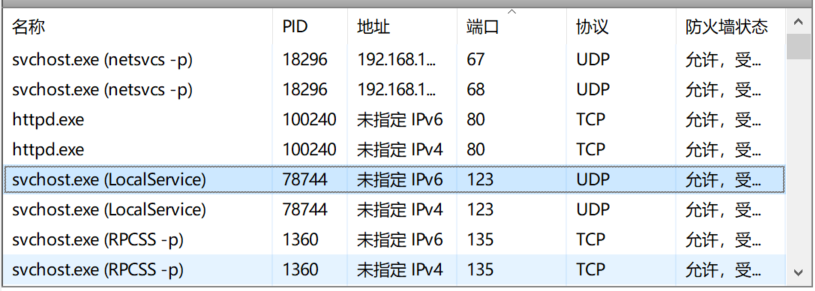 名称 PID 地址 端口 协议 防火墙状态
svchost.exe (netsvcs -p) 18296 192.168.1... 67 UDP 允许，受...
svchost.exe (netsvcs -p) 18296 192.168.1... 68 UDP 允许，受...
httpd.exe 100240 未指定 IPv6 80 TCP 允许，受...
httpd.exe 100240 未指定 IPv4 80 TCP 允许，受...
svchost.exe (LocalService) 78744 未指定 IPv6 123 UDP 允许，受...
svchost.exe (LocalService) 78744 未指定 IPv4 123 UDP 允许，受...
svchost.exe (RPCSS -p) 1360 未指定 IPv6 135 TCP 允许，受...
svchost.exe (RPCSS -p) 1360 未指定 IPv4 135 TCP 允许，受...